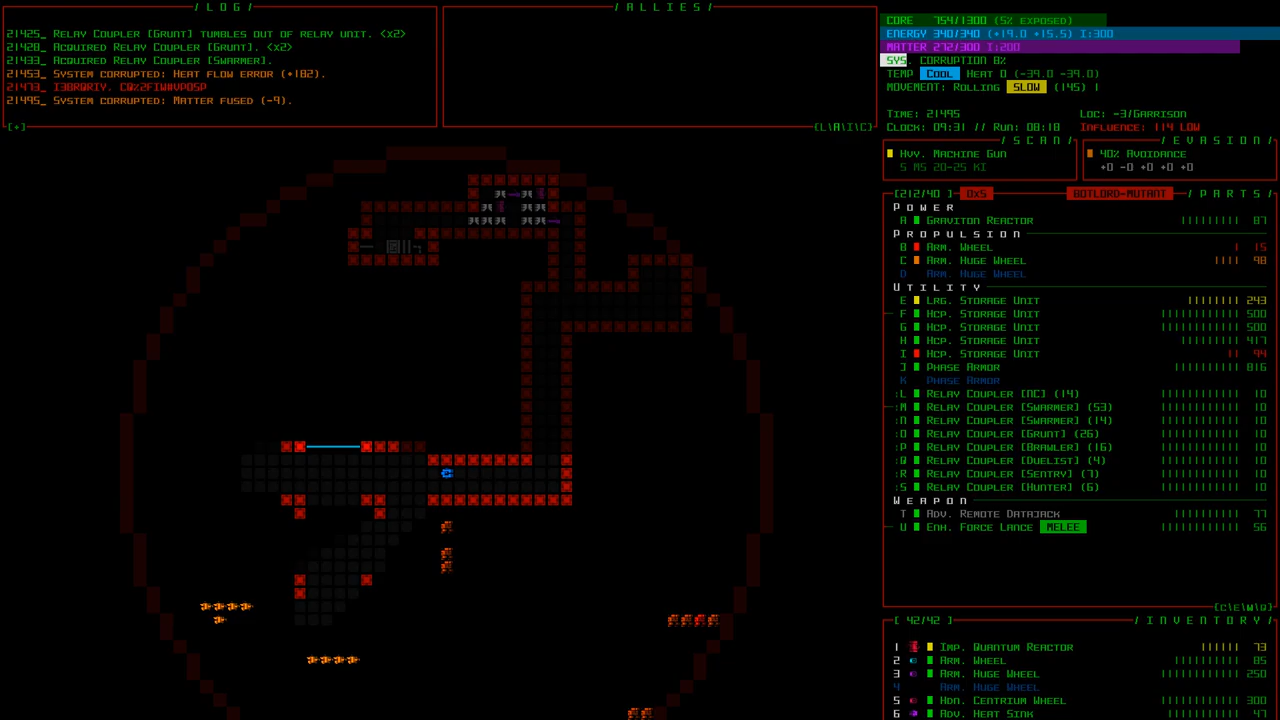 / L O G /
21425_ Relay Coupler [Grunt] tumbles out of relay unit. <x2>
21428_ Acquired Relay Coupler [Grunt]. <x2>
21433_ Acquired Relay Coupler [Swarmer].
21453_ System corrupted: Heat flow error (+182).
21495_ System corrupted: Matter fused (-9).
[+]
/ A L L I E S /
{L\A\I\C}
Core 754/1300 (5% exposed)
Energy 340/340 (+19.0 +15.5) I:300
Matter 272/300 I:200
Sys. Corruption 8%
Temp Cool Heat 0 (-39.0 -39.0)
Movement: Rolling SLOW (145) 1
Time: 21495 Loc: -3/Garrison
Clock: 09:31 // Run: 08:18 Influence: 114 LOW
/ S C A N /
Hvy. Machine Gun
S MS 20-25 KI
/ E V A S I O N
40% Avoidance
+0 -0 +0 +0 +0
[212/40 ] 0x5 BOTLORD-MUTANT / P A R T S /
P o w e r
A Graviton Reactor 87
P r o p u l s i o n
B Arm. Wheel 15
C Arm. Huge Wheel 98
D Arm. Huge Wheel
U t i l i t y
E Lrg. Storage Unit 243
F Hcp. Storage Unit 500
G Hcp. Storage Unit 500
H Hcp. Storage Unit 417
I Hcp. Storage Unit 94
J Phase Armor 816
K Phase Armor
:L Relay Coupler [NC] (14) 10
:M Relay Coupler [Swarmer] (53) 10
:N Relay Coupler [Swarmer] (14) 10
:O Relay Coupler [Grunt] (26) 10
:P Relay Coupler [Brawler] (16) 10
:Q Relay Coupler [Duelist] (4) 10
:R Relay Coupler [Sentry] (7) 10
:S Relay Coupler [Hunter] (6) 10
W e a p o n
T Adv. Remote Datajack 77
U Enh. Force Lance MELEE 56
{C\E\W\Q}
[ 42/42 ] / I N V E N T O R Y /
1 Imp. Quantum Reactor 73
2 Arm. Wheel 85
3 Arm. Huge Wheel 250
4 Arm. Huge Wheel
5 Hdn. Centrium Wheel 300
6 Adv. Heat Sink 47